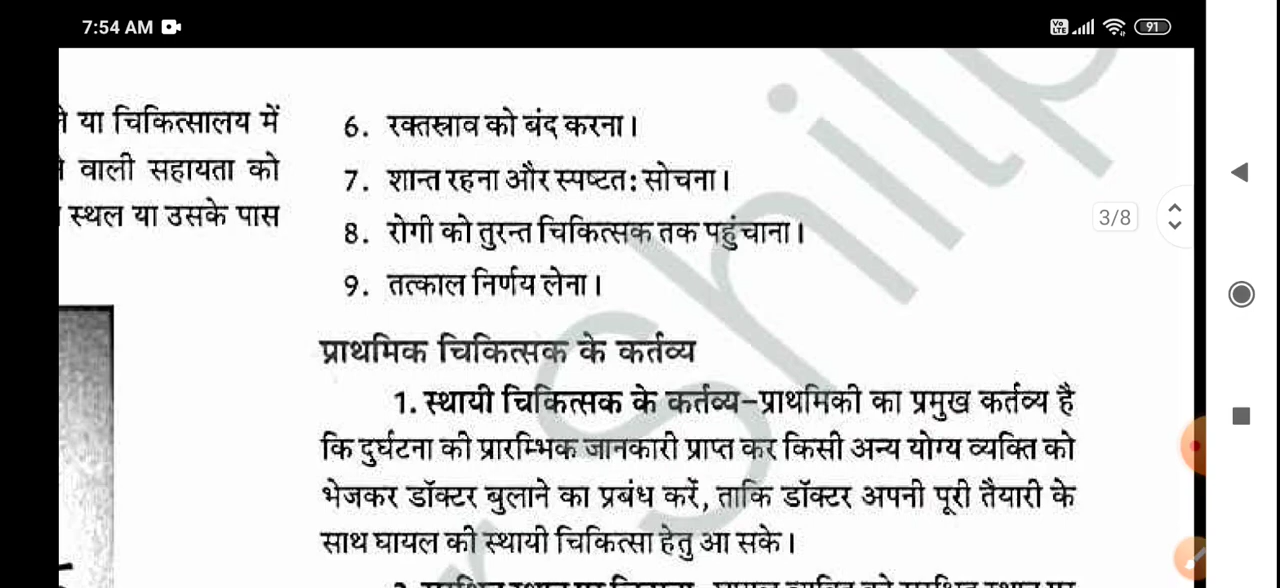 7:54 AM
91
या चिकित्सालय में
वाली सहायता को
स्थल या उसके पास
6. रक्तस्त्राव को बंद करना।
7. शान्त रहना और स्पष्टत: सोचना।
8. रोगी को तुरन्त चिकित्सक तक पहुंचाना।
9. तत्काल निर्णय लेना।
3/8
प्राथमिक चिकित्सक के कर्तव्य
1. स्थायी चिकित्सक के कर्तव्य–प्राथमिकी का प्रमुख कर्तव्य है
कि दुर्घटना की प्रारम्भिक जानकारी प्राप्त कर किसी अन्य योग्य व्यक्ति को
भेजकर डॉक्टर बुलाने का प्रबंध करें, ताकि डॉक्टर अपनी पूरी तैयारी के
साथ घायल की स्थायी चिकित्सा हेतु आ सके।
Shilp